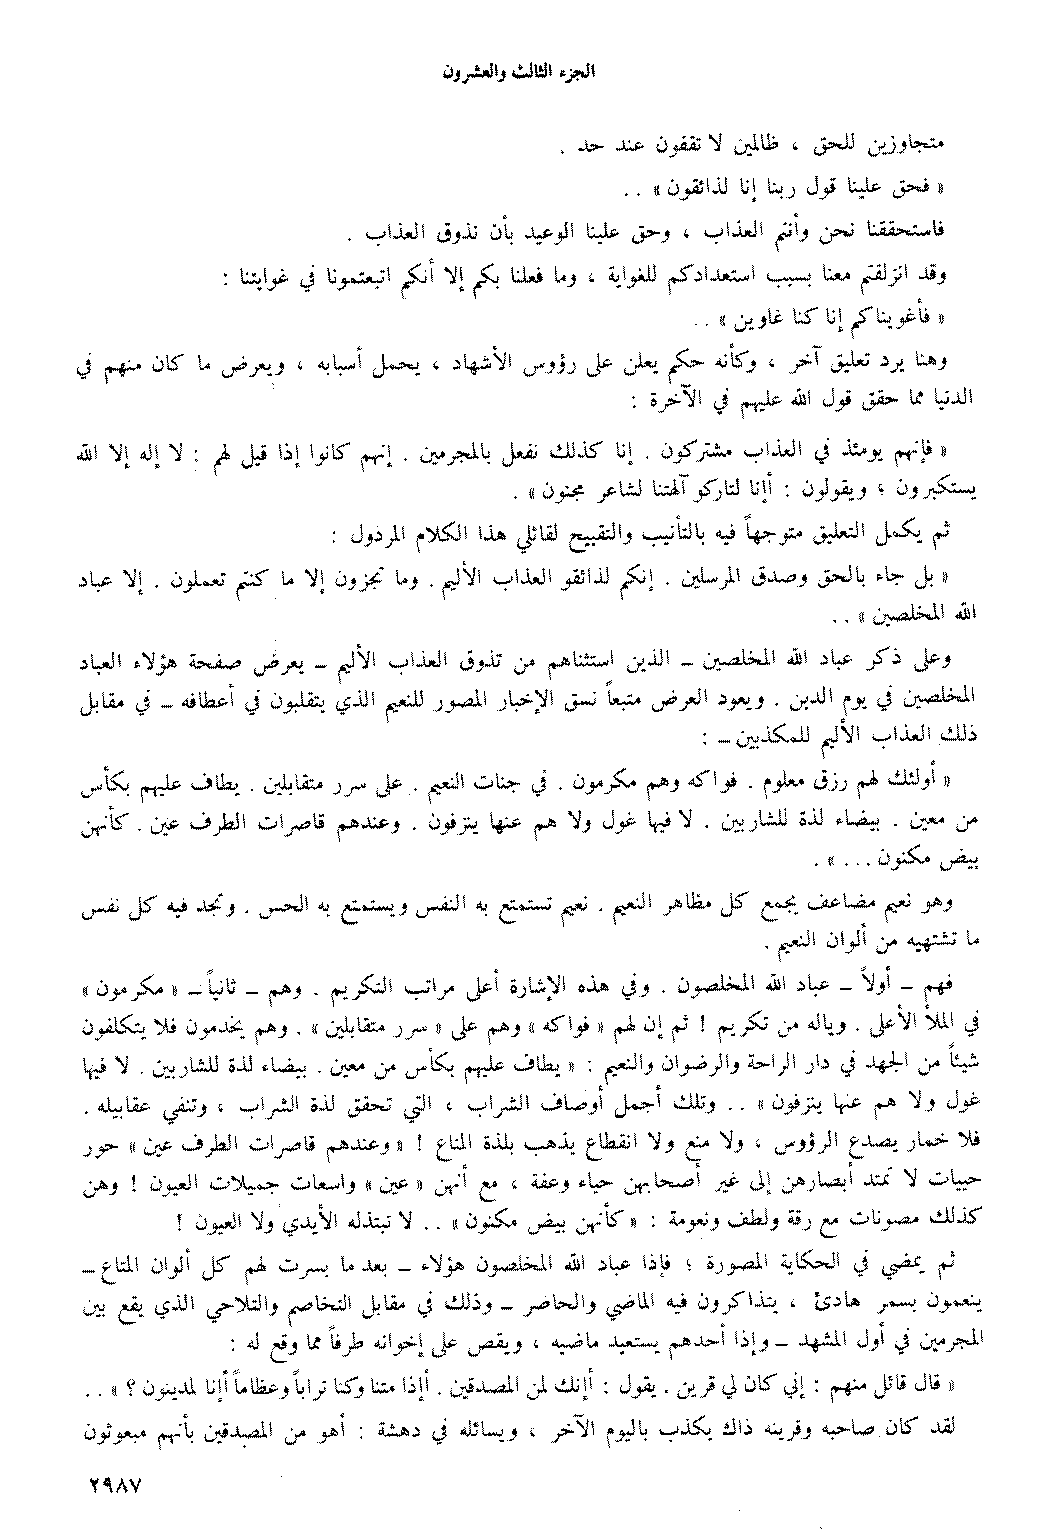 الجزء الثالث والعشرون
متجاوزين للحق ، ظالمين لا تقفون عند حد .
« فحق علينا قول ربنا إنا لذائقون » ..
فاستحققنا نحن وأنتم العذاب ، وحق علينا الوعيد بأن نذوق العذاب .
وقد انزلقتم معنا بسبب استعدادكم للغواية ، وما فعلنا بكم إلا أنكم اتبعتمونا في غوايتنا :
« فأغويناكم إنا كنا غاوين » ..
وهنا يرد تعليق آخر ، وكأنه حكم يعلن على رؤوس الأشهاد ، يحمل أسبابه ، ويعرض ما كان منهم في
الدنيا مما حقق قول الله عليهم في الآخرة :
« فإنهم يومئذ في العذاب مشتركون . إنا كذلك نفعل بالمجرمين . إنهم كانوا إذا قيل لهم : لا إله إلا الله
يستكبرون ؛ ويقولون : أإنا لتاركو آلهتنا لشاعر مجنون » .
ثم يكمل التعليق متوجهاً فيه بالتأنيب والتقبيح لقائلي هذا الكلام المرذول :
« بل جاء بالحق وصدق المرسلين . إنكم لذائقو العذاب الأليم . وما تجزون إلا ما كنتم تعملون . إلا عباد
الله المخلصين » ..
وعلى ذكر عباد الله المخلصين – الذين استثناهم من تذوق العذاب الأليم – يعرض صفحة هؤلاء العباد
المخلصين في يوم الدين . ويعود العرض متبعاً نسق الإخبار المصور للنعيم الذي يتقلبون في أعطافه – في مقابل
ذلك العذاب الأليم للمكذبين – :
« أولئك لهم رزق معلوم . فواكه وهم مكرمون . في جنات النعيم . على سرر متقابلين . يطاف عليهم بكأس
من معين . بيضاء لذة للشاربين . لا فيها غول ولا هم عنها ينزفون . وعندهم قاصرات الطرف عين . كأنهن
بيض مكنون ... » .
وهو نعيم مضاعف يجمع كل مظاهر النعيم . نعيم تستمتع به النفس ويستمتع به الحس . وتجد فيه كل نفس
ما تشتهيه من ألوان النعيم .
فهم – أولاً – عباد الله المخلصون . وفي هذه الإشارة أعلى مراتب التكريم . وهم – ثانياً – « مكرمون »
في الملأ الأعلى . وياله من تكريم ! ثم إن لهم « فواكه » وهم على « سرر متقابلين » . وهم يخدمون فلا يتكلفون
شيئاً من الجهد في دار الراحة والرضوان والنعيم : « يطاف عليهم بكأس من معين . بيضاء لذة للشاربين . لا فيها
غول ولا هم عنها ينزفون » .. وتلك أجمل أوصاف الشراب ، التي تحقق لذة الشراب ، وتنفي عقابيله .
فلا خمار يصدع الرؤوس ، ولا منع ولا انقطاع يذهب بلذة المتاع ! « وعندهم قاصرات الطرف عين » حور
حييات لا تمتد أبصارهن إلى غير أصحابهن حياء وعفة ، مع أنهن « عين » واسعات جميلات العيون ! وهن
كذلك مصونات مع رقة ولطف ونعومة : « كأنهن بيض مكنون » .. لا تبتذله الأيدي ولا العيون !
ثم يمضي في الحكاية المصورة ؛ فإذا عباد الله المخلصون هؤلاء – بعد ما يسرت لهم كل ألوان المتاع –
ينعمون بسمر هادئ ، يتذاكرون فيه الماضي والحاضر – وذلك في مقابل التخاصم والتلاحي الذي يقع بين
المجرمين في أول المشهد – وإذا أحدهم يستعيد ماضيه ، ويقص على إخوانه طرفاً مما وقع له :
« قال قائل منهم : إني كان لي قرين . يقول : أإنك لمن المصدقين . أإذا متنا وكنا تراباً وعظاماً أإنا لمدينون ؟ » ..
لقد كان صاحبه وقرينه ذاك يكذب باليوم الآخر ، ويسائله في دهشة : أهو من المصدقين بأنهم مبعوثون
٢٩٨٧